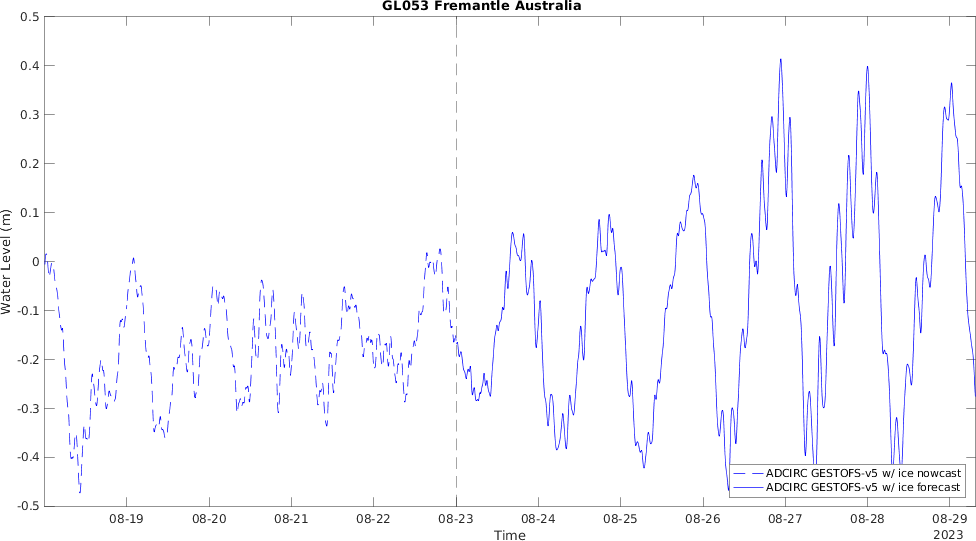 GL053 Fremantle Australia
0.5
0.4
0.3
0.2
0.1
0
-0.1
-0.2
-0.3
-0.4
-0.5
Water Level (m)
ADCIRC GESTOFS-v5 w/ ice nowcast
ADCIRC GESTOFS-v5 w/ ice forecast
08-19 08-20 08-21 08-22 08-23 08-24 08-25 08-26 08-27 08-28 08-29
2023
Time